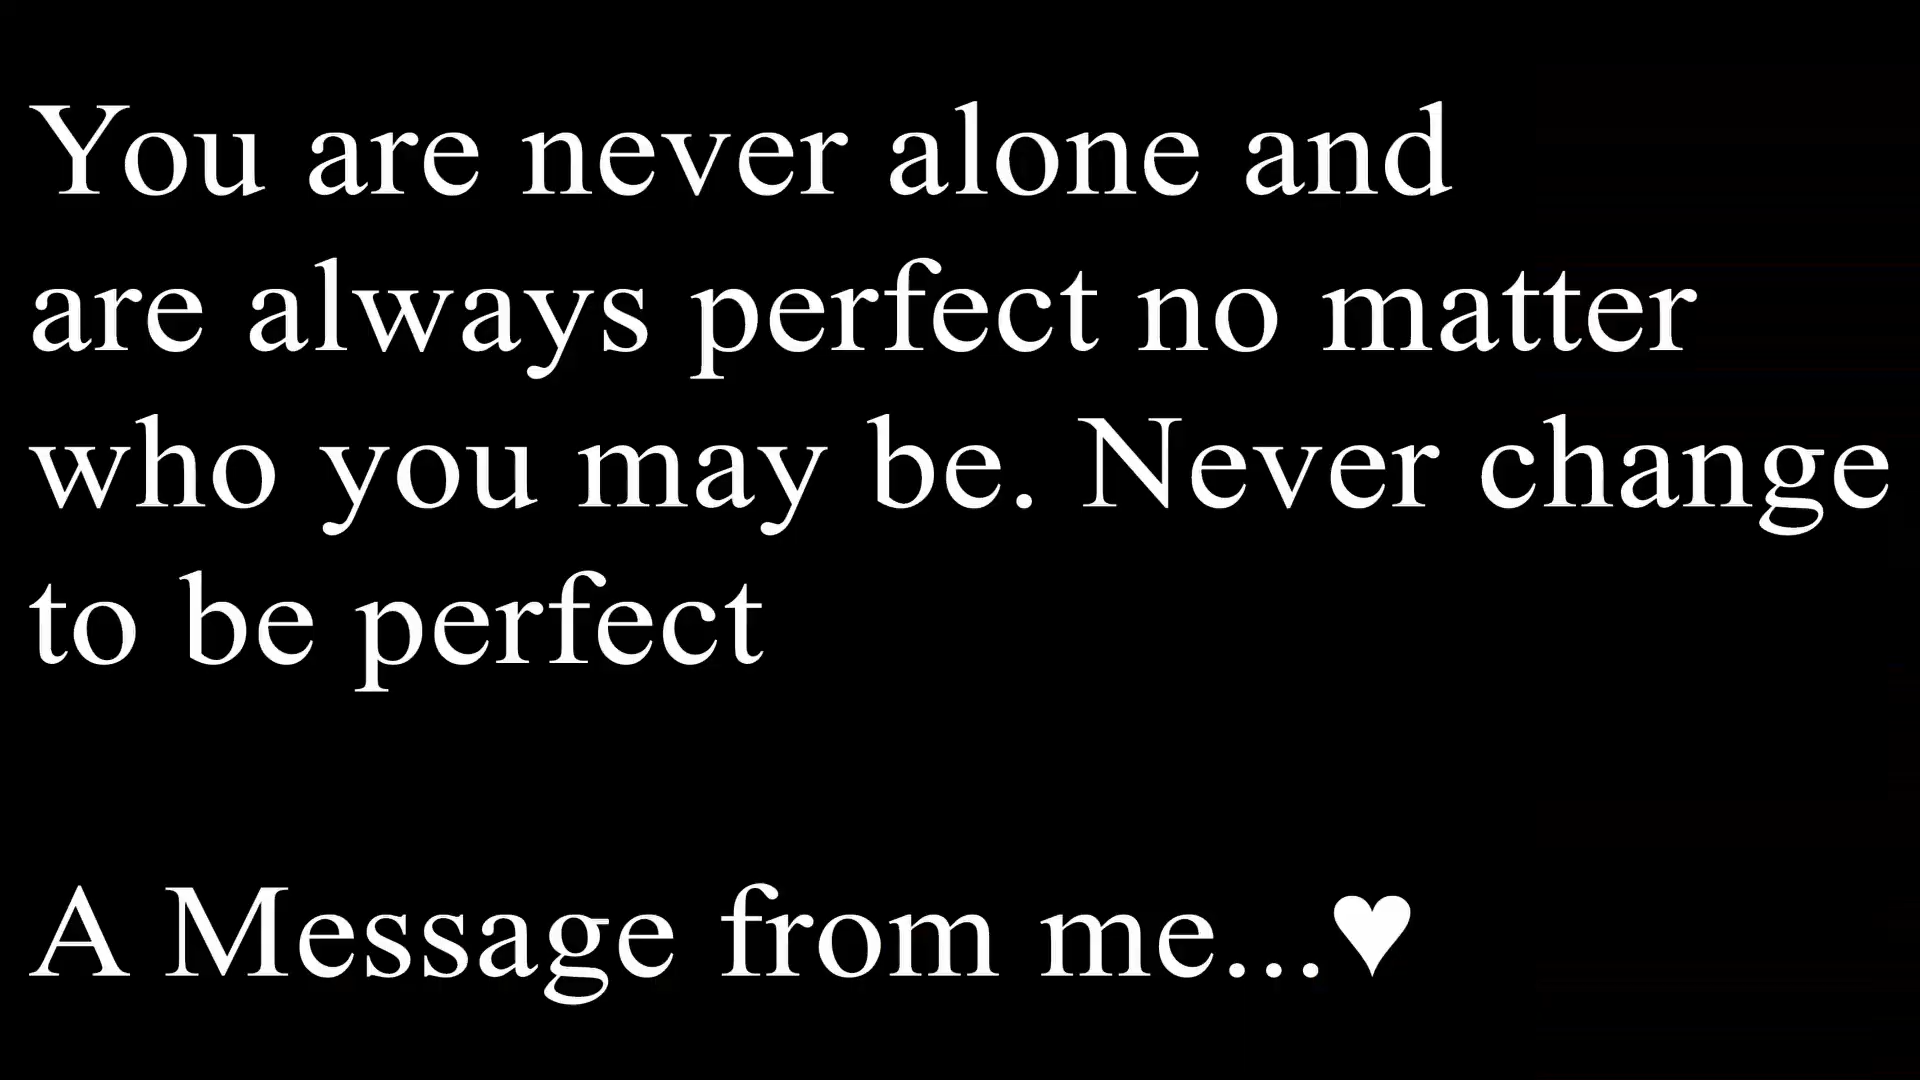 You are never alone and
are always perfect no matter
who you may be. Never change
to be perfect
A Message from me...♥